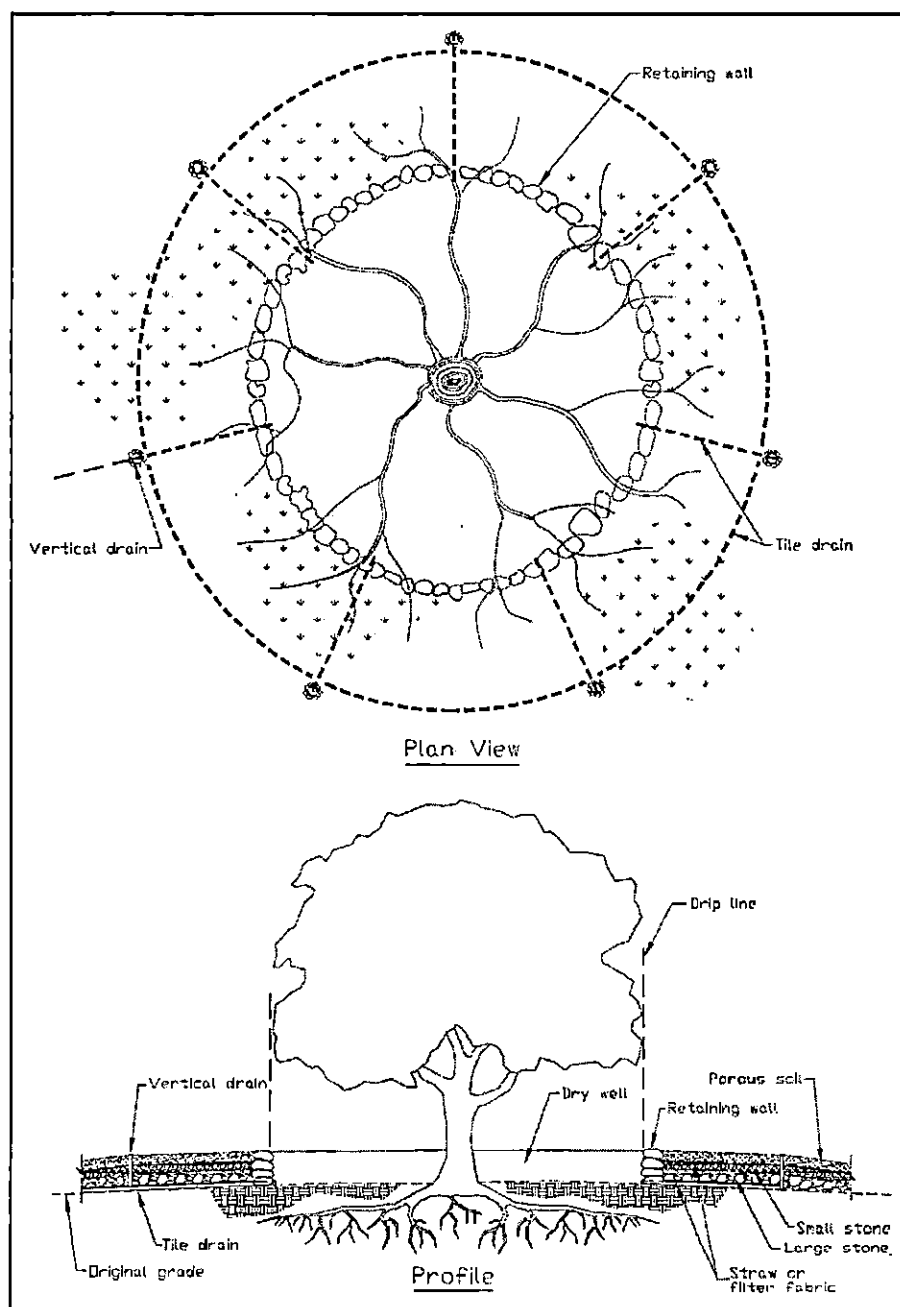 Retaining wall
Vertical drain
Tile drain
Plan View
Drip line
Vertical drain
Dry well
Porous soil
Retaining wall
Small stone
Large stone
Tile drain
Straw or
filter fabric
Original grade
Profile